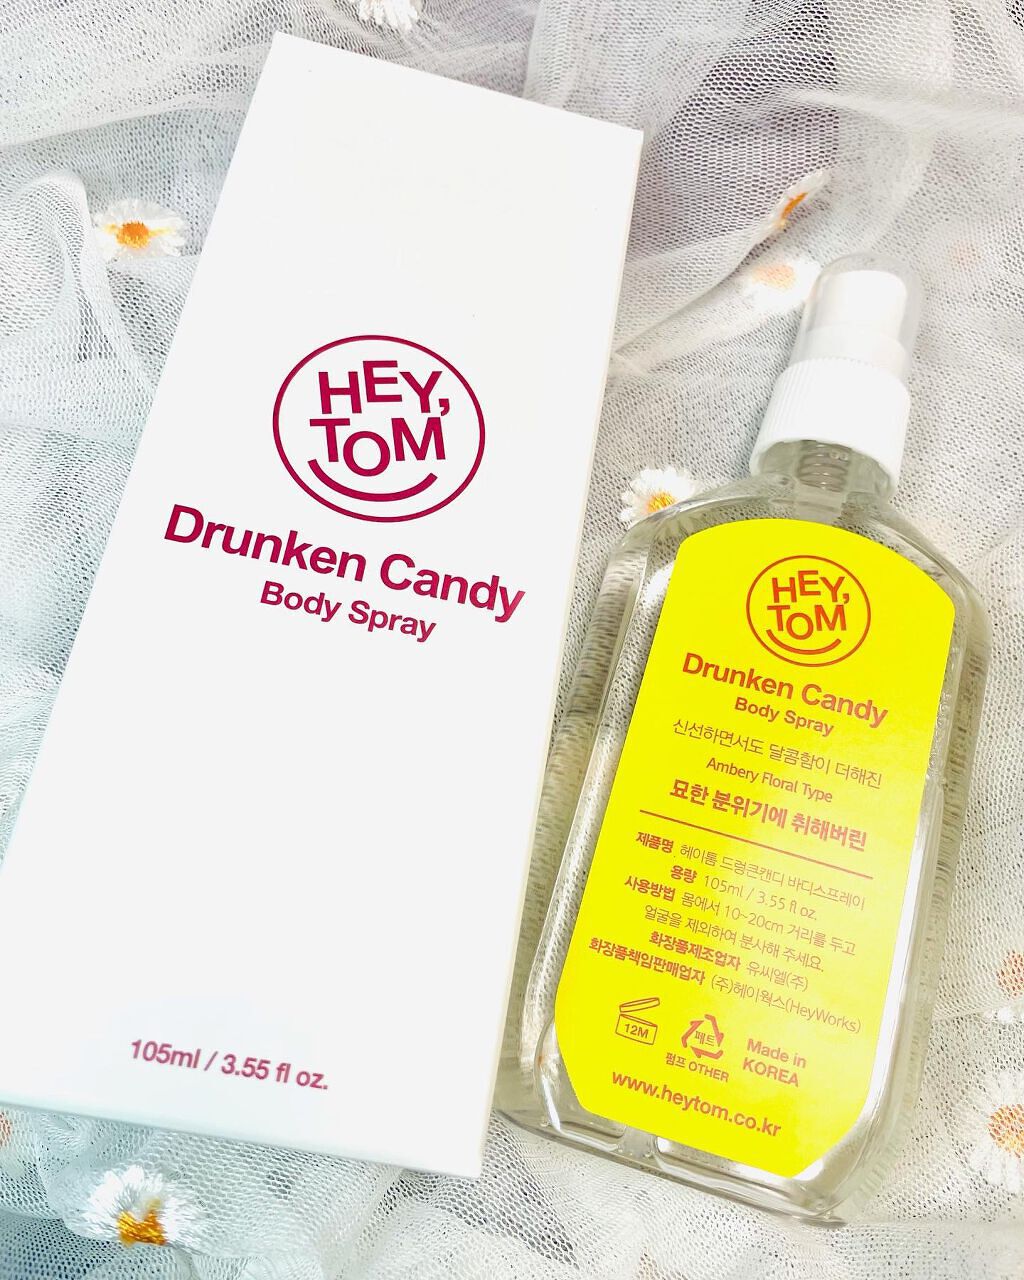 HEY,
TOM
Drunken Candy
Body Spray
105ml / 3.55 fl oz.
HEY,
TOM
Drunken Candy
Body Spray
신선하면서도 달콤함이 더해진
Ambery Floral Type
묘한 분위기에 취해버린
제품명 헤이톰 드렁큰캔디 바디스프레이
용량 105ml / 3.55 fl oz.
사용방법 몸에서 10~20cm 거리를 두고
얼굴을 제외하여 분사해 주세요.
화장품제조업자 유씨엘(주)
화장품책임판매업자 (주)헤이웍스(HeyWorks)
12M
페트
펌프 OTHER
Made in
KOREA
www.heytom.co.kr